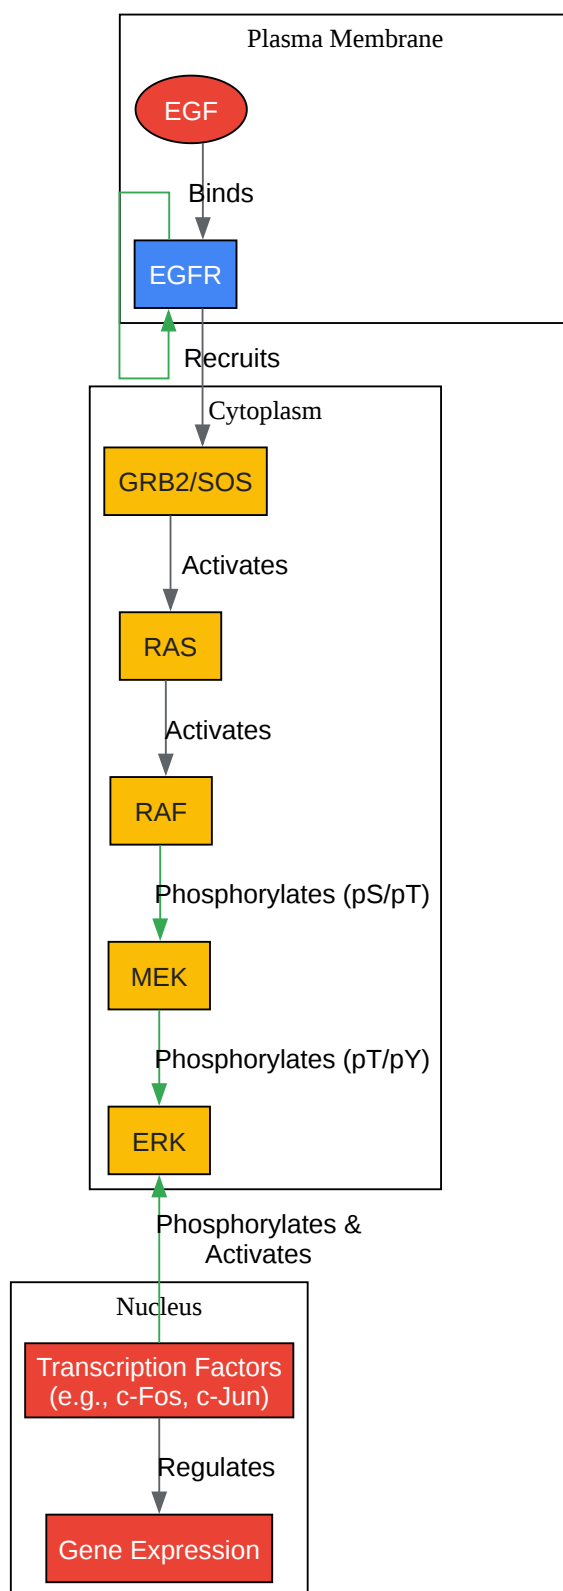 Plasma Membrane
EGF
Binds
EGFR
Recruits
Cytoplasm
GRB2/SOS
Activates
RAS
Activates
RAF
Phosphorylates (pS/pT)
MEK
Phosphorylates (pT/pY)
ERK
Phosphorylates &
Activates
Nucleus
Transcription Factors
(e.g., c-Fos, c-Jun)
Regulates
Gene Expression